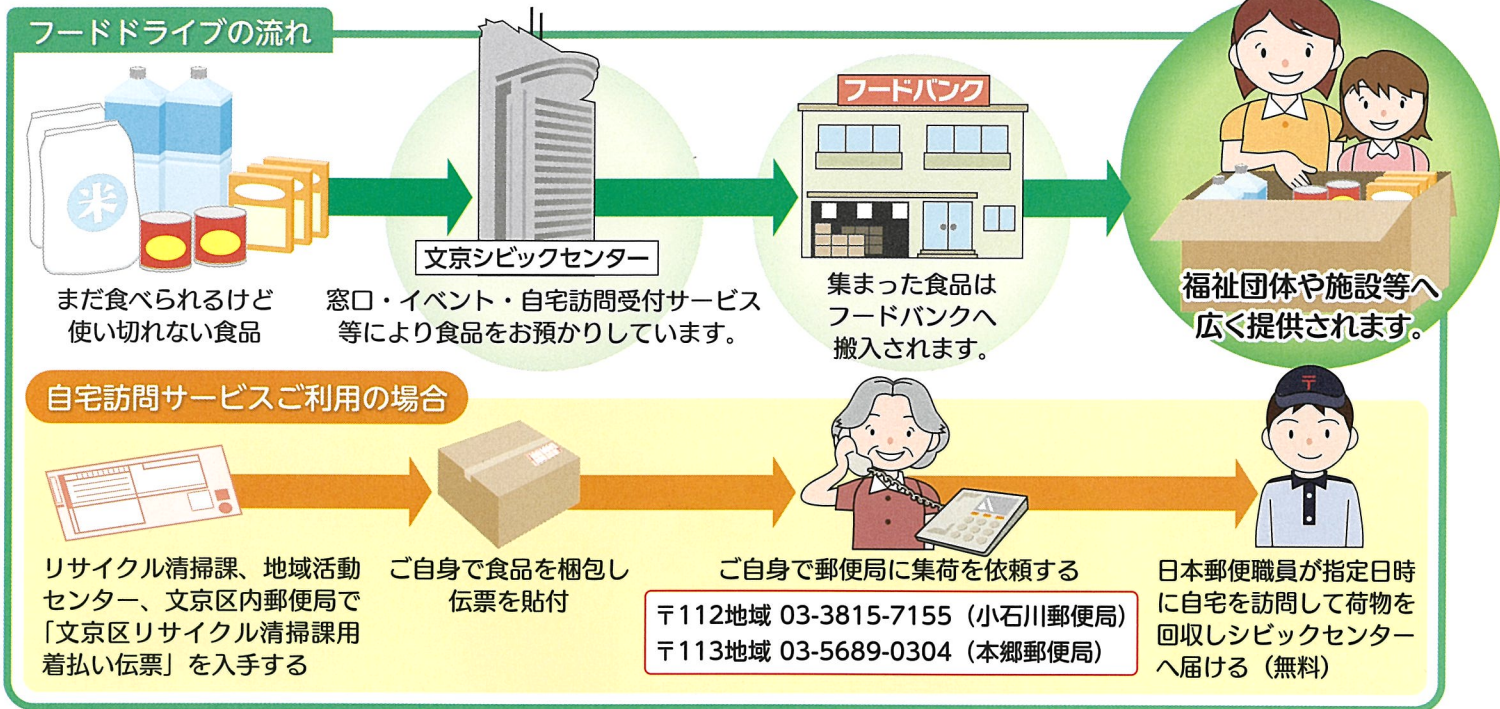 フードドライブの流れ
米
まだ食べられるけど
使い切れない食品
文京シビックセンター
窓口・イベント・自宅訪問受付サービス
等により食品をお預かりしています。
フードバンク
集まった食品は
フードバンクへ
搬入されます。
福祉団体や施設等へ
広く提供されます。
自宅訪問サービスご利用の場合
リサイクル清掃課、地域活動
センター、文京区内郵便局で
「文京区リサイクル清掃課用
着払い伝票」を入手する
ご自身で食品を梱包し
伝票を貼付
ご自身で郵便局に集荷を依頼する
〒112地域 03-3815-7155（小石川郵便局）
〒113地域 03-5689-0304（本郷郵便局）
〒
日本郵便職員が指定日時
に自宅を訪問して荷物を
回収しシビックセンター
へ届ける（無料）